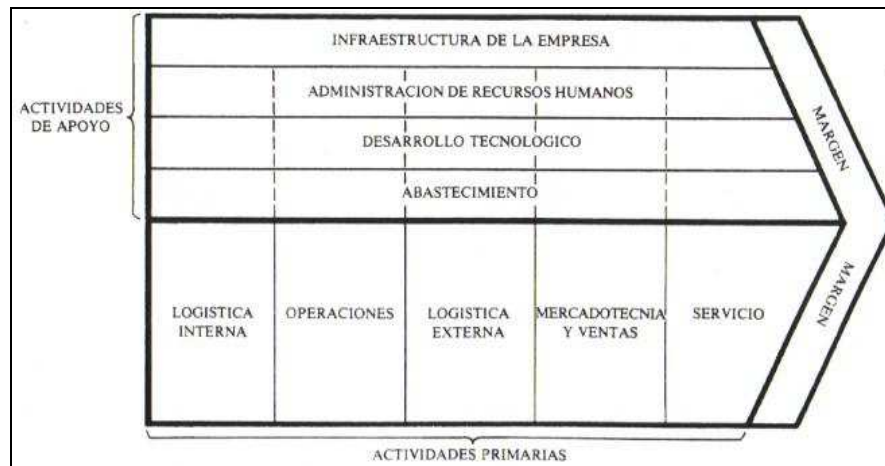 INFRAESTRUCTURA DE LA EMPRESA
ADMINISTRACION DE RECURSOS HUMANOS
ACTIVIDADES
DE APOYO
DESARROLLO TECNOLOGICO
ABASTECIMIENTO
MARGEN
LOGISTICA
INTERNA
OPERACIONES
LOGISTICA
EXTERNA
MERCADOTECNIA
Y VENTAS
SERVICIO
MARGEN
ACTIVIDADES PRIMARIAS